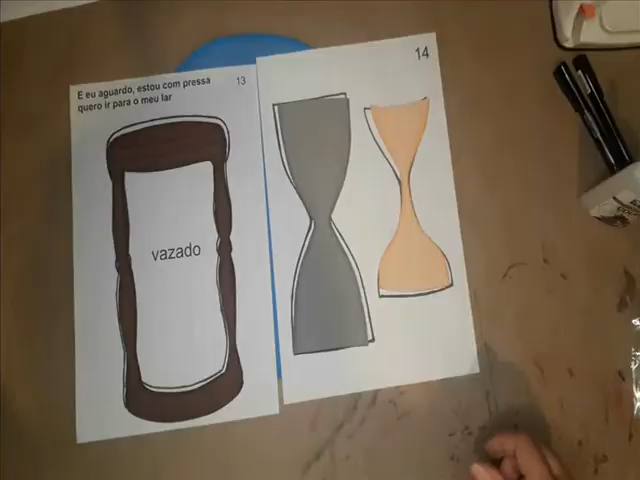 E eu aguardo, estou com pressa
quero ir para o meu lar
13
vazado
14